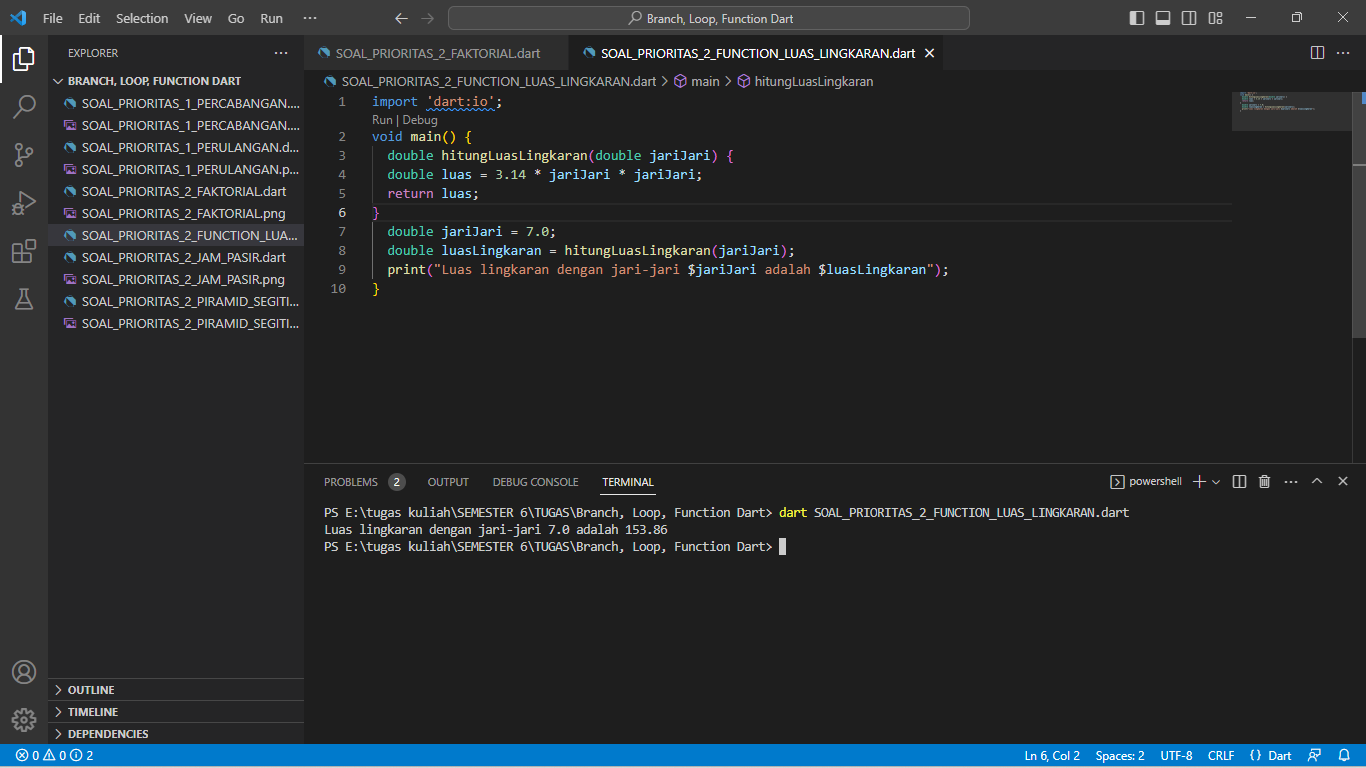 File Edit Selection View Go Run ···
Branch, Loop, Function Dart
EXPLORER ···
BRANCH, LOOP, FUNCTION DART
SOAL_PRIORITAS_1_PERCABANGAN....
SOAL_PRIORITAS_1_PERCABANGAN....
SOAL_PRIORITAS_1_PERULANGAN.d...
SOAL_PRIORITAS_1_PERULANGAN.p...
SOAL_PRIORITAS_2_FAKTORIAL.dart
SOAL_PRIORITAS_2_FAKTORIAL.png
SOAL_PRIORITAS_2_FUNCTION_LUA...
SOAL_PRIORITAS_2_JAM_PASIR.dart
SOAL_PRIORITAS_2_JAM_PASIR.png
SOAL_PRIORITAS_2_PIRAMID_SEGITI...
SOAL_PRIORITAS_2_PIRAMID_SEGITI...
OUTLINE
TIMELINE
DEPENDENCIES
SOAL_PRIORITAS_2_FAKTORIAL.dart SOAL_PRIORITAS_2_FUNCTION_LUAS_LINGKARAN.dart
SOAL_PRIORITAS_2_FUNCTION_LUAS_LINGKARAN.dart > main > hitungLuasLingkaran
1 import 'dart:io';
Run | Debug
2 void main() {
3 double hitungLuasLingkaran(double jariJari) {
4 double luas = 3.14 * jariJari * jariJari;
5 return luas;
6 }
7 double jariJari = 7.0;
8 double luasLingkaran = hitungLuasLingkaran(jariJari);
9 print("Luas lingkaran dengan jari-jari $jariJari adalah $luasLingkaran");
10 }
PROBLEMS 2 OUTPUT DEBUG CONSOLE TERMINAL powershell
PS E:\tugas kuliah\SEMESTER 6\TUGAS\Branch, Loop, Function Dart> dart SOAL_PRIORITAS_2_FUNCTION_LUAS_LINGKARAN.dart
Luas lingkaran dengan jari-jari 7.0 adalah 153.86
PS E:\tugas kuliah\SEMESTER 6\TUGAS\Branch, Loop, Function Dart>
0 0 2 Ln 6, Col 2 Spaces: 2 UTF-8 CRLF {} Dart